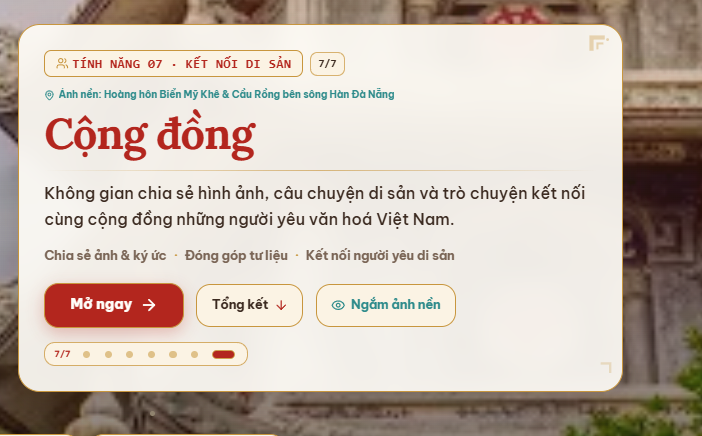 TÍNH NĂNG 07 · KẾT NỐI DI SẢN
7/7
Ảnh nền: Hoàng hôn Biển Mỹ Khê & Cầu Rồng bên sông Hàn Đà Nẵng
Cộng đồng
Không gian chia sẻ hình ảnh, câu chuyện di sản và trò chuyện kết nối
cùng cộng đồng những người yêu văn hoá Việt Nam.
Chia sẻ ảnh & ký ức · Đóng góp tư liệu · Kết nối người yêu di sản
Mở ngay → Tổng kết ↓ Ngắm ảnh nền
7/7